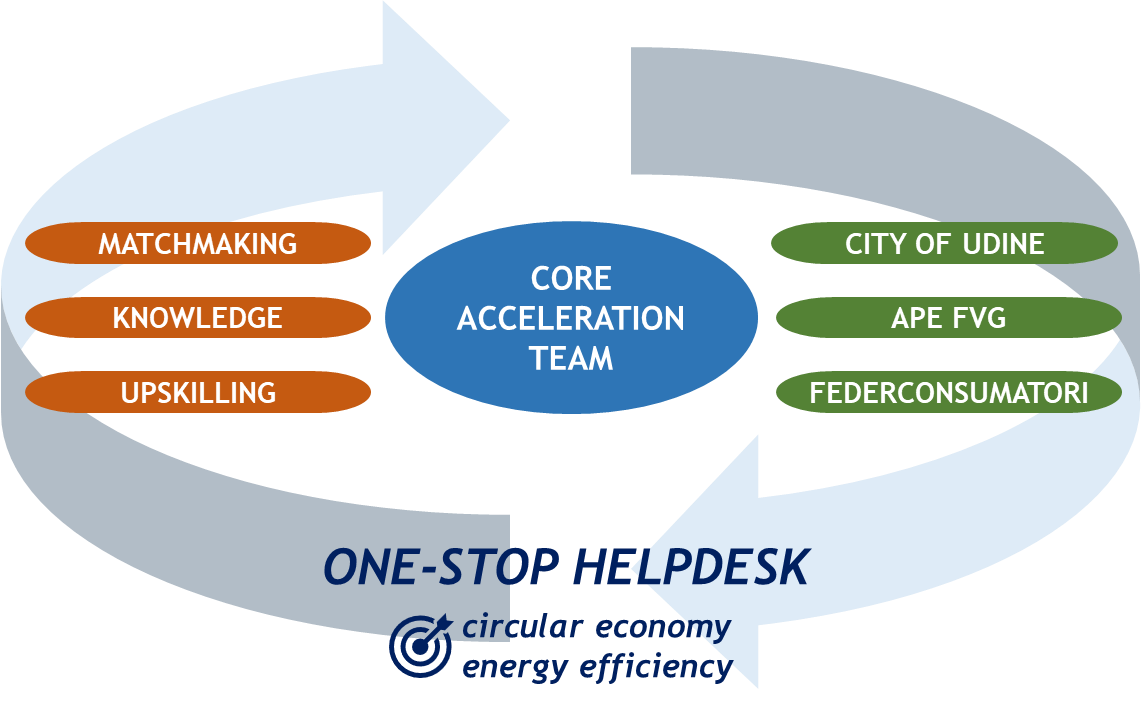 MATCHMAKING
KNOWLEDGE
UPSKILLING
CORE
ACCELERATION
TEAM
CITY OF UDINE
APE FVG
FEDERCONSUMATORI
ONE-STOP HELPDESK
circular economy
energy efficiency